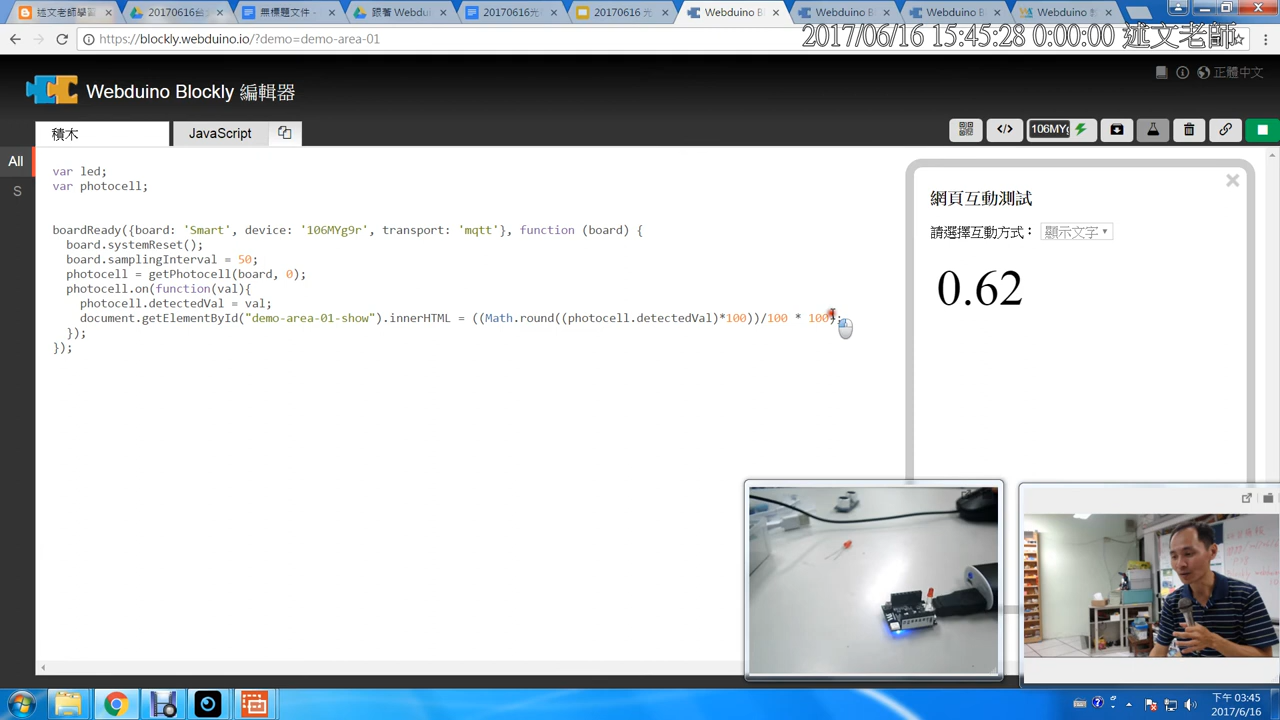 述文老師學習
20170616台
無標題文件 -
跟著 Webdu
20170616光
20170616 光
Webduino Bl
Webduino Bl
Webduino Bl
Webduino
https://blockly.webduino.io/?demo=demo-area-01
2017/06/16 15:45:28 0:00:00 述文老師
Webduino Blockly 編輯器
正體中文
積木
JavaScript
106MYg
All
S
var led;
var photocell;
boardReady({board: 'Smart', device: '106MYg9r', transport: 'mqtt'}, function (board) {
board.systemReset();
board.samplingInterval = 50;
photocell = getPhotocell(board, 0);
photocell.on(function(val){
photocell.detectedVal = val;
document.getElementById("demo-area-01-show").innerHTML = ((Math.round((photocell.detectedVal)*100))/100 * 100);
});
});
網頁互動測試
請選擇互動方式：
顯示文字
0.62
下午 03:45
2017/6/16